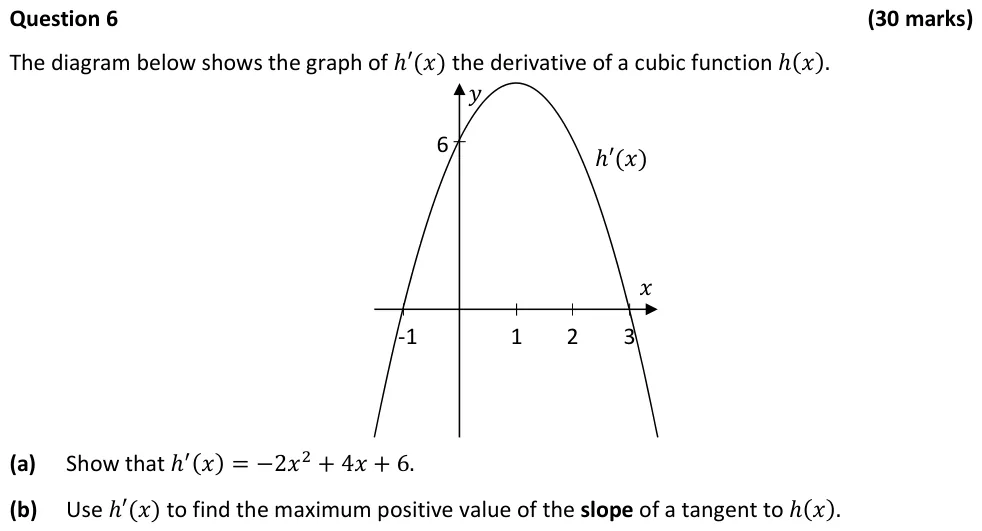 Question 6 (30 marks)
The diagram below shows the graph of h′(x) the derivative of a cubic function h(x).
y
6
h′(x)
x
-1 1 2 3
(a) Show that h′(x) = −2x² + 4x + 6.
(b) Use h′(x) to find the maximum positive value of the slope of a tangent to h(x).